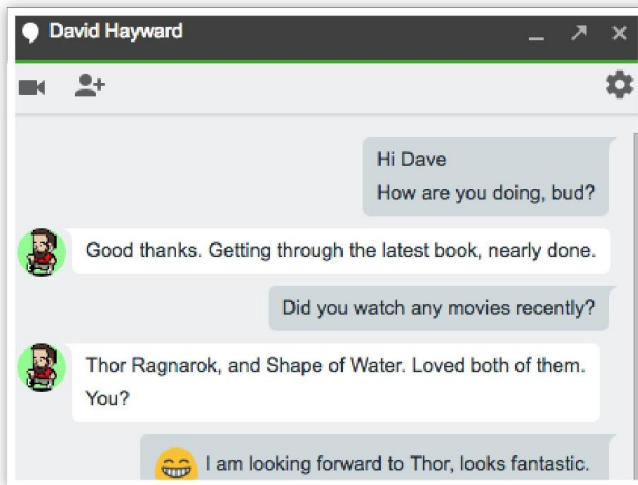 David Hayward
Hi Dave
How are you doing, bud?
Good thanks. Getting through the latest book, nearly done.
Did you watch any movies recently?
Thor Ragnarok, and Shape of Water. Loved both of them.
You?
I am looking forward to Thor, looks fantastic.